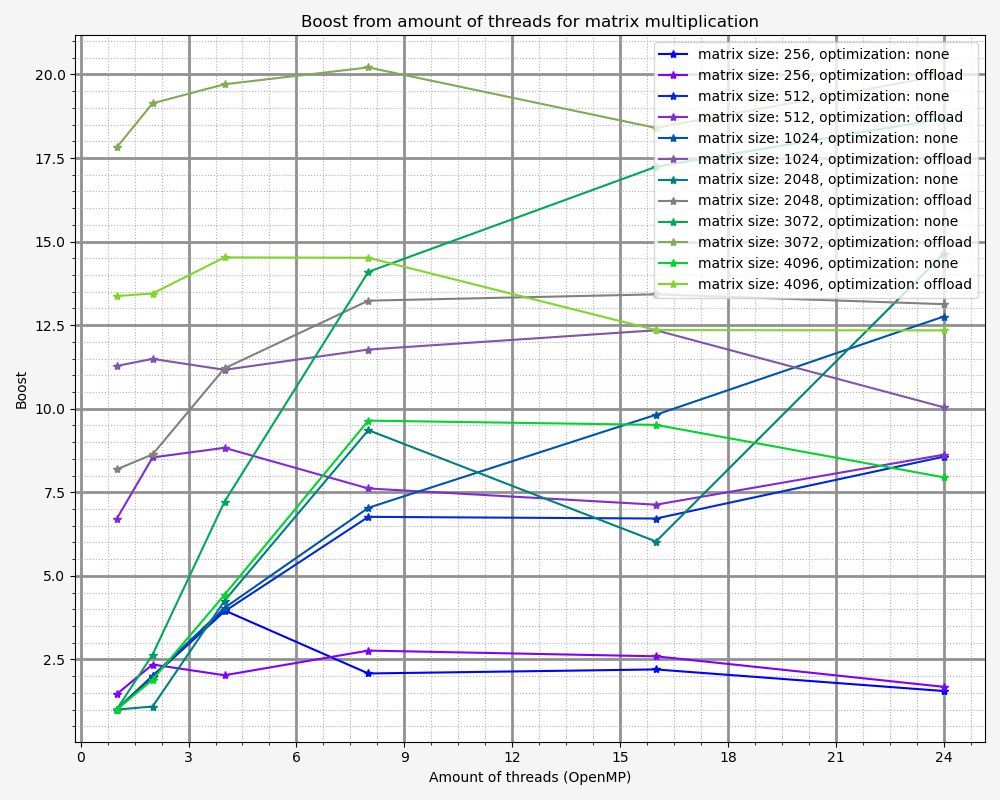 Boost from amount of threads for matrix multiplication
matrix size: 256, optimization: none
matrix size: 256, optimization: offload
matrix size: 512, optimization: none
matrix size: 512, optimization: offload
matrix size: 1024, optimization: none
matrix size: 1024, optimization: offload
matrix size: 2048, optimization: none
matrix size: 2048, optimization: offload
matrix size: 3072, optimization: none
matrix size: 3072, optimization: offload
matrix size: 4096, optimization: none
matrix size: 4096, optimization: offload
20.0
17.5
15.0
12.5
10.0
7.5
5.0
2.5
Boost
0 3 6 9 12 15 18 21 24
Amount of threads (OpenMP)